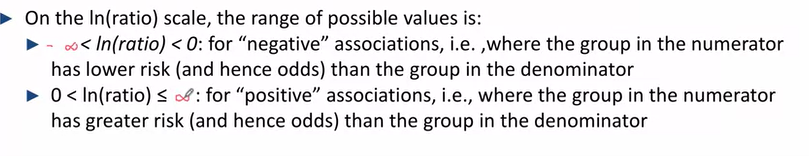 ► On the ln(ratio) scale, the range of possible values is:
► - ∞< ln(ratio) < 0: for “negative” associations, i.e. ,where the group in the numerator
has lower risk (and hence odds) than the group in the denominator
► 0 < ln(ratio) ≤ ∞: for “positive” associations, i.e., where the group in the numerator
has greater risk (and hence odds) than the group in the denominator